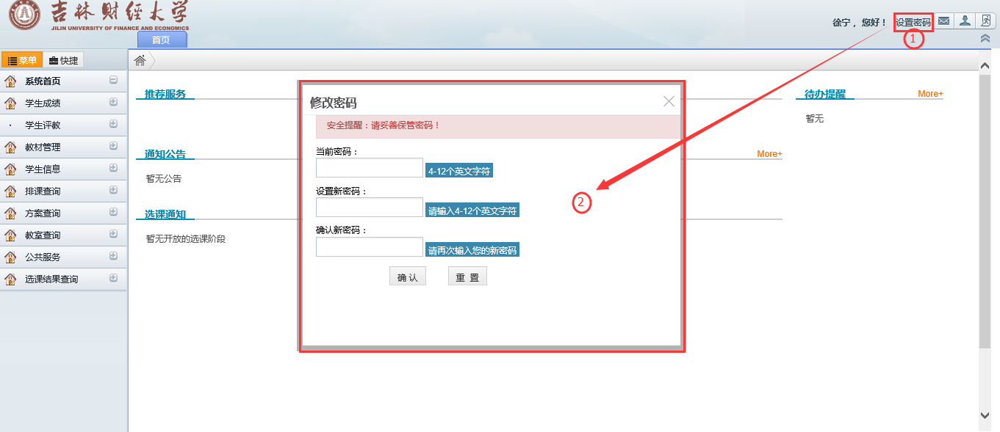 吉林财经大学
JILIN UNIVERSITY OF FINANCE AND ECONOMICS
徐宁，您好！ 设置密码
1
首页
菜单 快捷
系统首页
学生成绩
学生评教
教材管理
学生信息
排课查询
方案查询
教室查询
公共服务
选课结果查询
推荐服务
通知公告 More+
暂无公告
选课通知
暂无开放的选课阶段
修改密码
安全提醒：请妥善保管密码！
当前密码：
4-12个英文字符
设置新密码：
请输入4-12个英文字符
确认新密码：
请再次输入您的新密码
确 认 重 置
2
待办提醒 More+
暂无